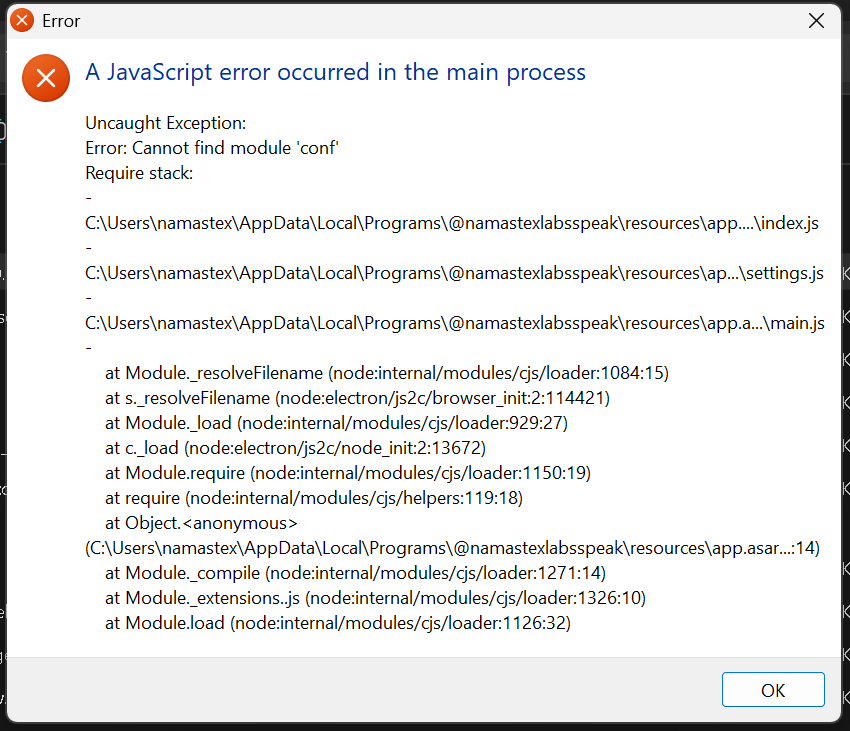 Error
A JavaScript error occurred in the main process
Uncaught Exception:
Error: Cannot find module 'conf'
Require stack:
-
C:\Users\namastex\AppData\Local\Programs\@namastexlabsspeak\resources\app....\index.js
-
C:\Users\namastex\AppData\Local\Programs\@namastexlabsspeak\resources\ap...\settings.js
-
C:\Users\namastex\AppData\Local\Programs\@namastexlabsspeak\resources\app.a...\main.js
-
at Module._resolveFilename (node:internal/modules/cjs/loader:1084:15)
at s._resolveFilename (node:electron/js2c/browser_init:2:114421)
at Module._load (node:internal/modules/cjs/loader:929:27)
at c._load (node:electron/js2c/node_init:2:13672)
at Module.require (node:internal/modules/cjs/loader:1150:19)
at require (node:internal/modules/cjs/helpers:119:18)
at Object.<anonymous>
(C:\Users\namastex\AppData\Local\Programs\@namastexlabsspeak\resources\app.asar...:14)
at Module._compile (node:internal/modules/cjs/loader:1271:14)
at Module._extensions..js (node:internal/modules/cjs/loader:1326:10)
at Module.load (node:internal/modules/cjs/loader:1126:32)
OK